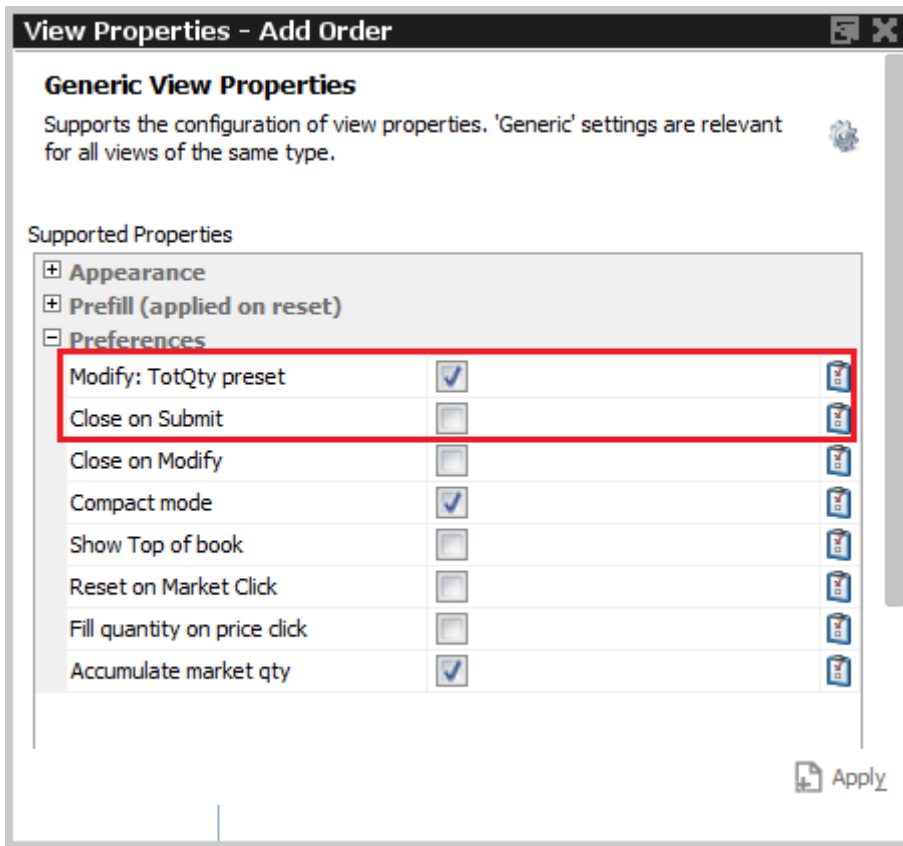 View Properties - Add Order
Generic View Properties
Supports the configuration of view properties. 'Generic' settings are relevant
for all views of the same type.
Supported Properties
Appearance
Prefill (applied on reset)
Preferences
Modify: TotQty preset
Close on Submit
Close on Modify
Compact mode
Show Top of book
Reset on Market Click
Fill quantity on price click
Accumulate market qty
Apply